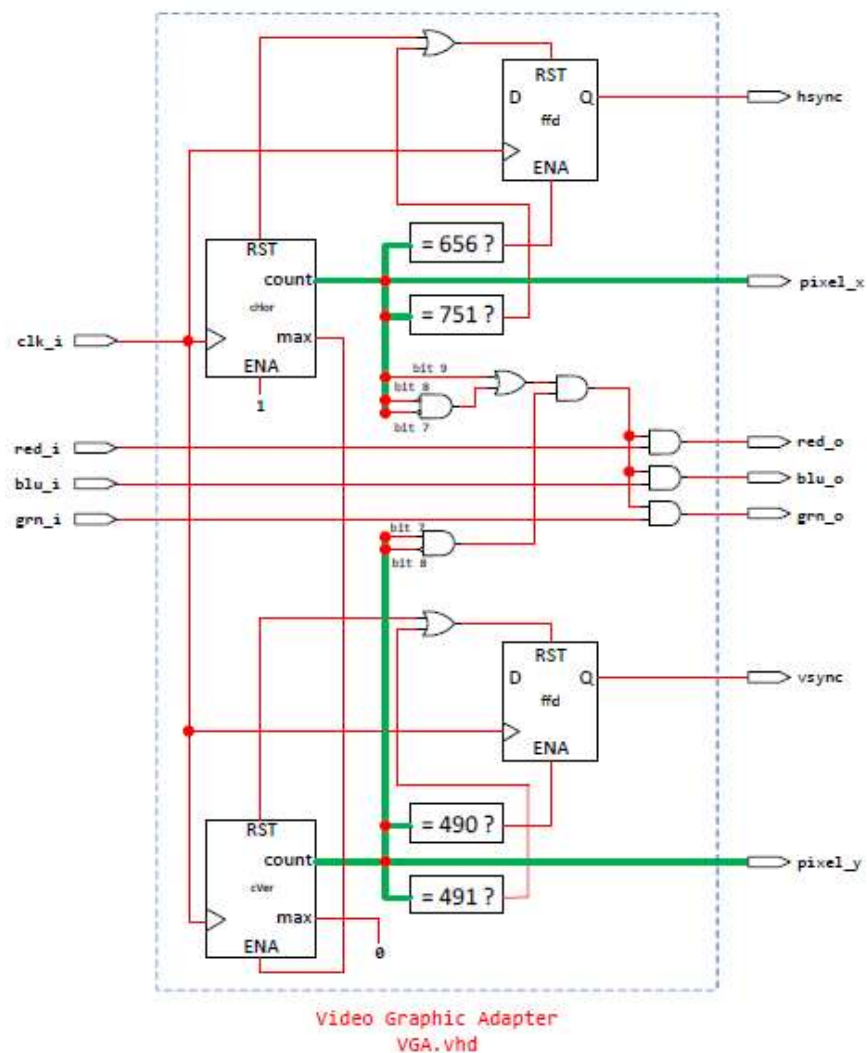 RST
D Q
ffd
ENA
hsync
= 656 ?
RST
count
cHor
max
ENA
1
pixel_x
= 751 ?
clk_i
bit 9
bit 8
bit 7
red_i
blu_i
grn_i
red_o
blu_o
grn_o
bit 7
bit 8
RST
D Q
ffd
ENA
vsync
= 490 ?
RST
count
cVer
max
ENA
0
pixel_y
= 491 ?
Video Graphic Adapter
VGA.vhd